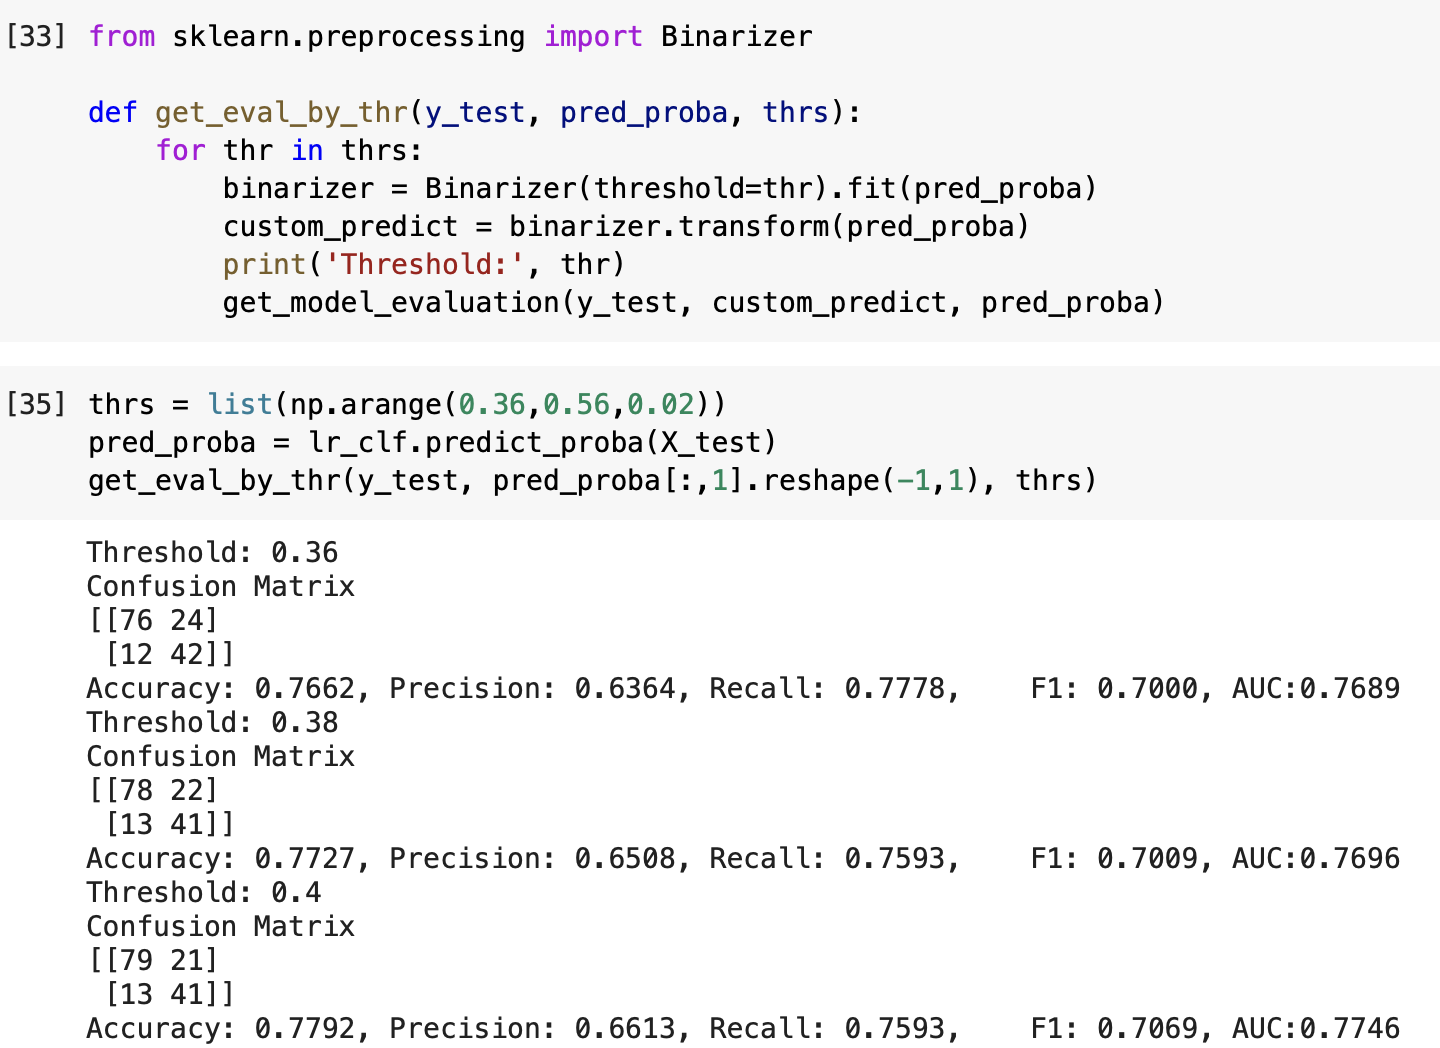 [33] from sklearn.preprocessing import Binarizer
def get_eval_by_thr(y_test, pred_proba, thrs):
for thr in thrs:
binarizer = Binarizer(threshold=thr).fit(pred_proba)
custom_predict = binarizer.transform(pred_proba)
print('Threshold:', thr)
get_model_evaluation(y_test, custom_predict, pred_proba)
[35] thrs = list(np.arange(0.36,0.56,0.02))
pred_proba = lr_clf.predict_proba(X_test)
get_eval_by_thr(y_test, pred_proba[:,1].reshape(-1,1), thrs)
Threshold: 0.36
Confusion Matrix
[[76 24]
[12 42]]
Accuracy: 0.7662, Precision: 0.6364, Recall: 0.7778,    F1: 0.7000, AUC:0.7689
Threshold: 0.38
Confusion Matrix
[[78 22]
[13 41]]
Accuracy: 0.7727, Precision: 0.6508, Recall: 0.7593,    F1: 0.7009, AUC:0.7696
Threshold: 0.4
Confusion Matrix
[[79 21]
[13 41]]
Accuracy: 0.7792, Precision: 0.6613, Recall: 0.7593,    F1: 0.7069, AUC:0.7746